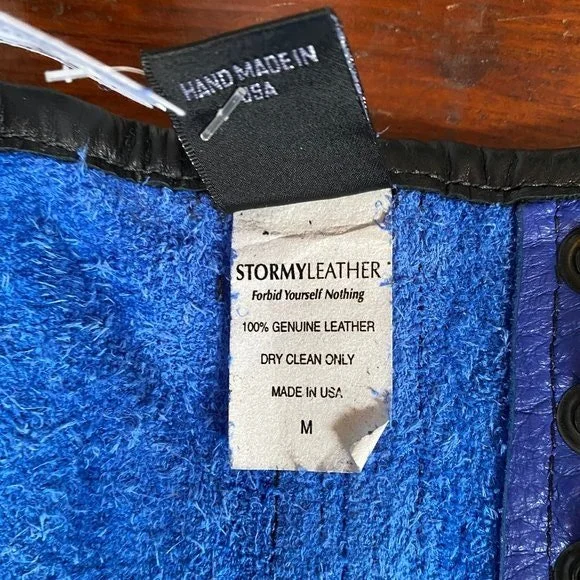 HAND MADE IN
USA
STORMYLEATHER
Forbid Yourself Nothing
100% GENUINE LEATHER
DRY CLEAN ONLY
MADE IN USA
M